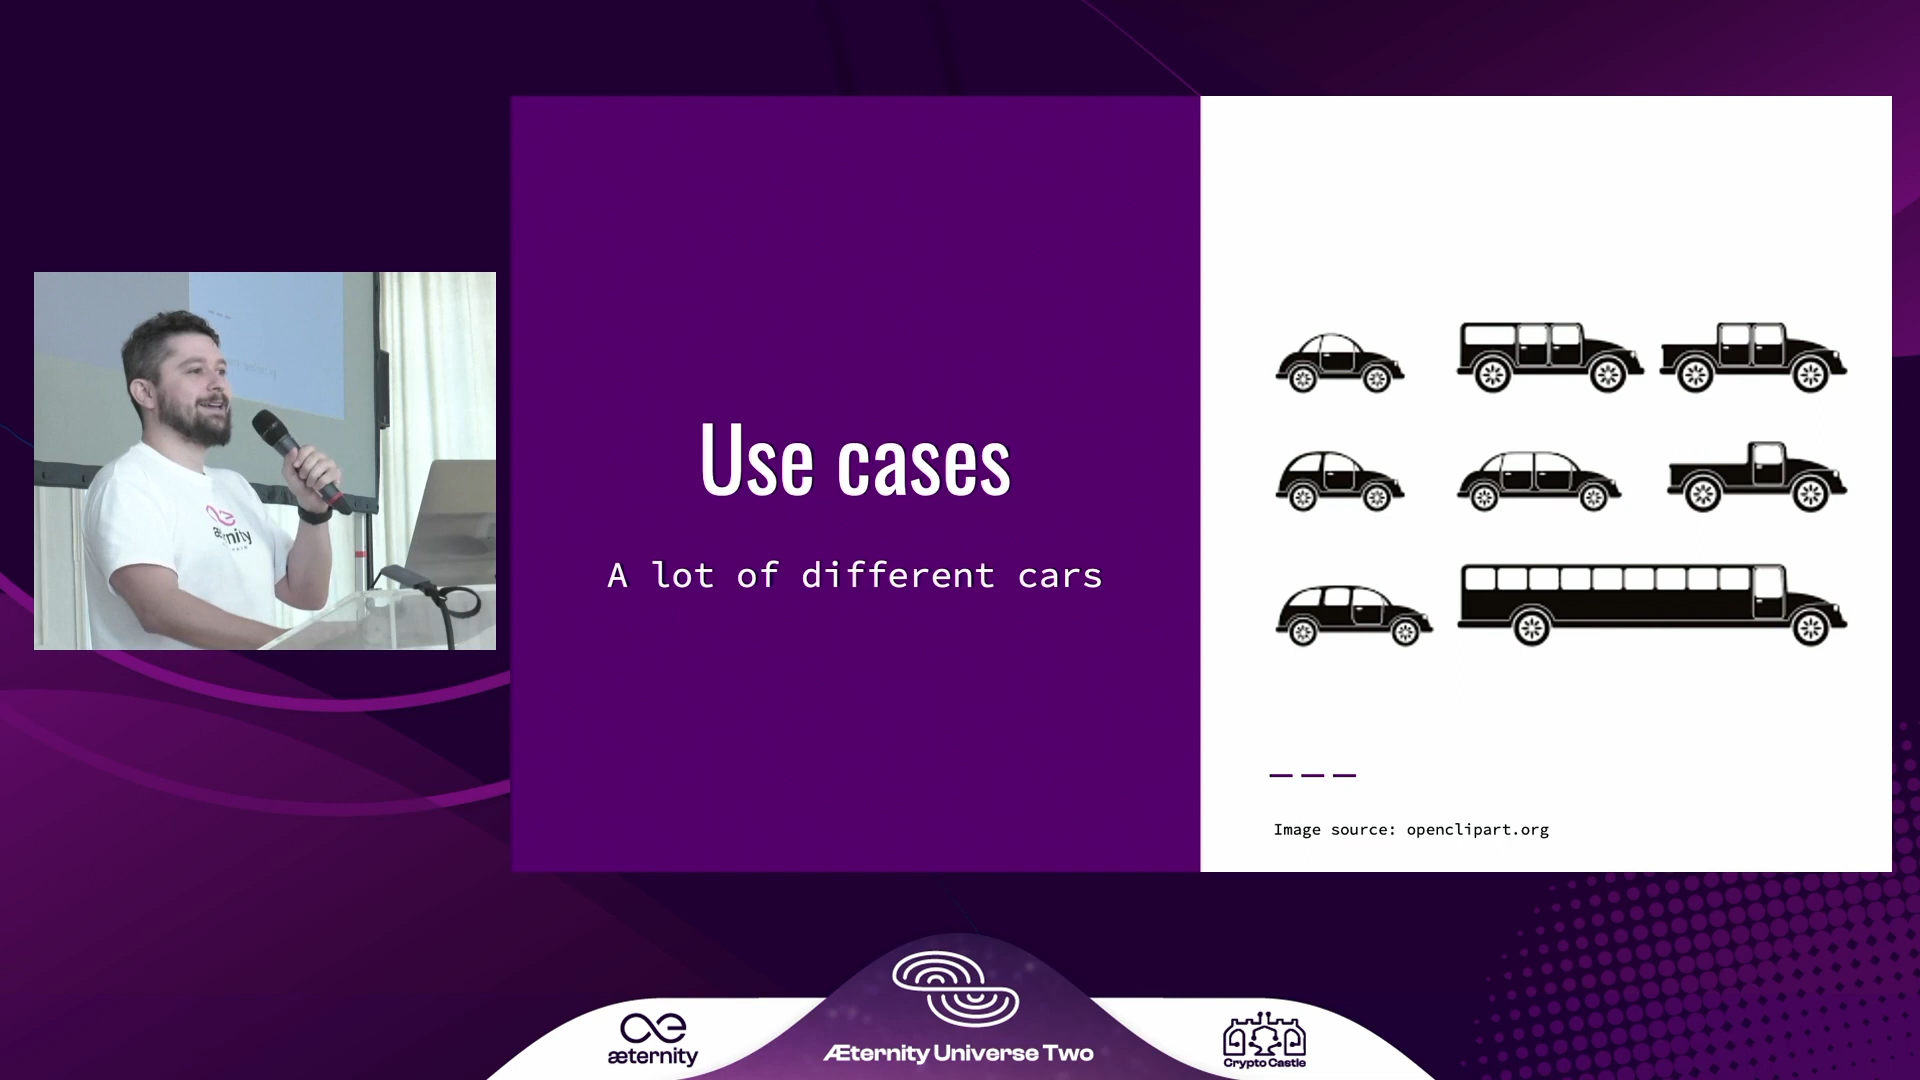 Use cases
A lot of different cars
Image source: openclipart.org
æternity
Æternity Universe Two
Crypto Castle